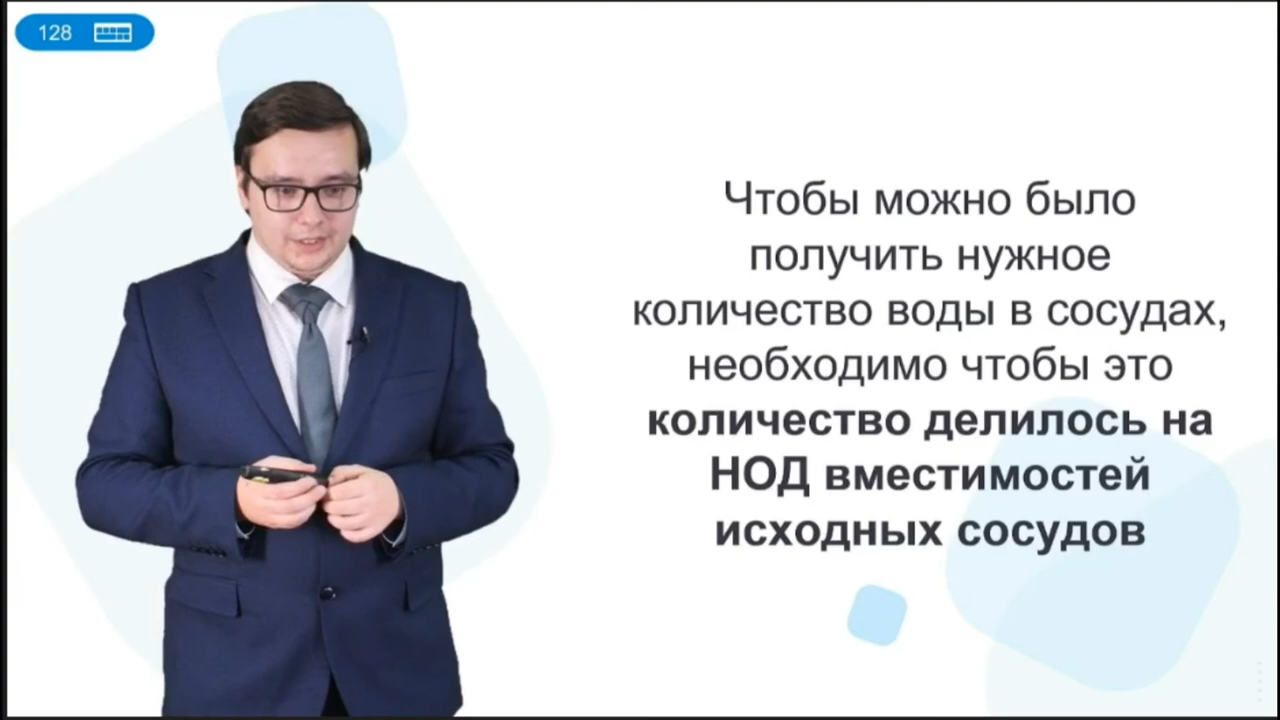 128
Чтобы можно было
получить нужное
количество воды в сосудах,
необходимо чтобы это
количество делилось на
НОД вместимостей
исходных сосудов